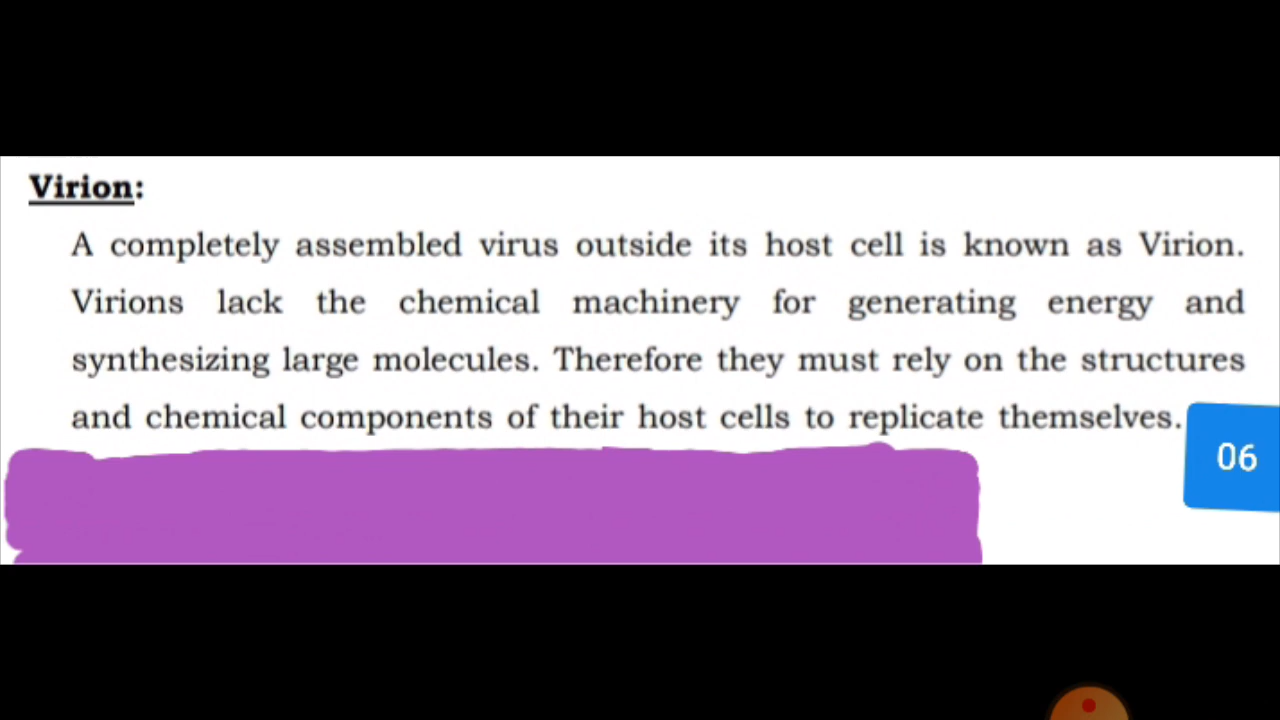 Virion:
A completely assembled virus outside its host cell is known as Virion.
Virions lack the chemical machinery for generating energy and
synthesizing large molecules. Therefore they must rely on the structures
and chemical components of their host cells to replicate themselves.
06